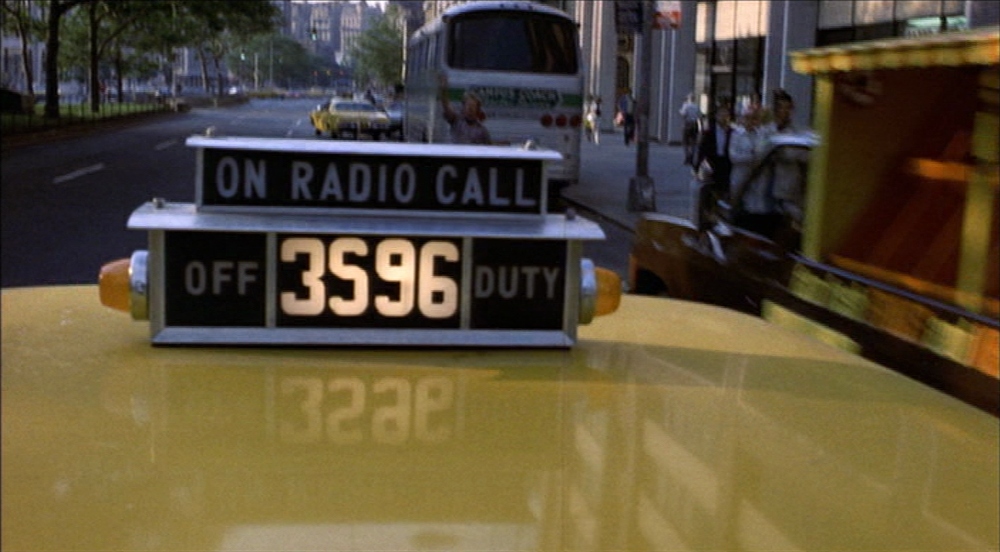 ON RADIO CALL
OFF 3S96 DUTY